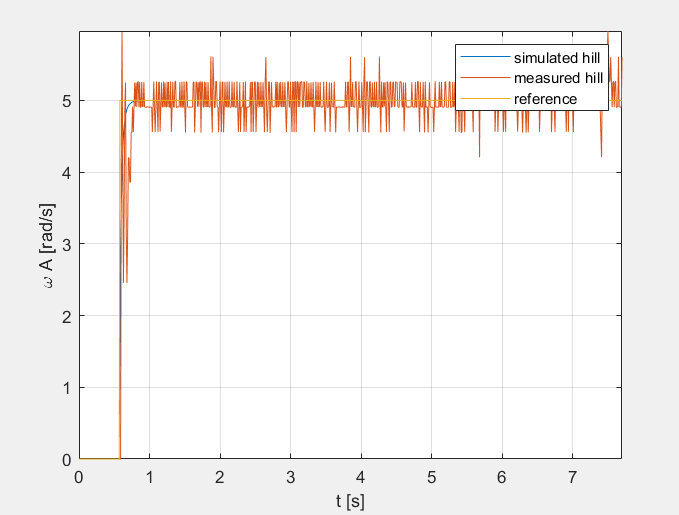 simulated hill
measured hill
reference
5
4
3
2
1
0
ω A [rad/s]
0 1 2 3 4 5 6 7
t [s]